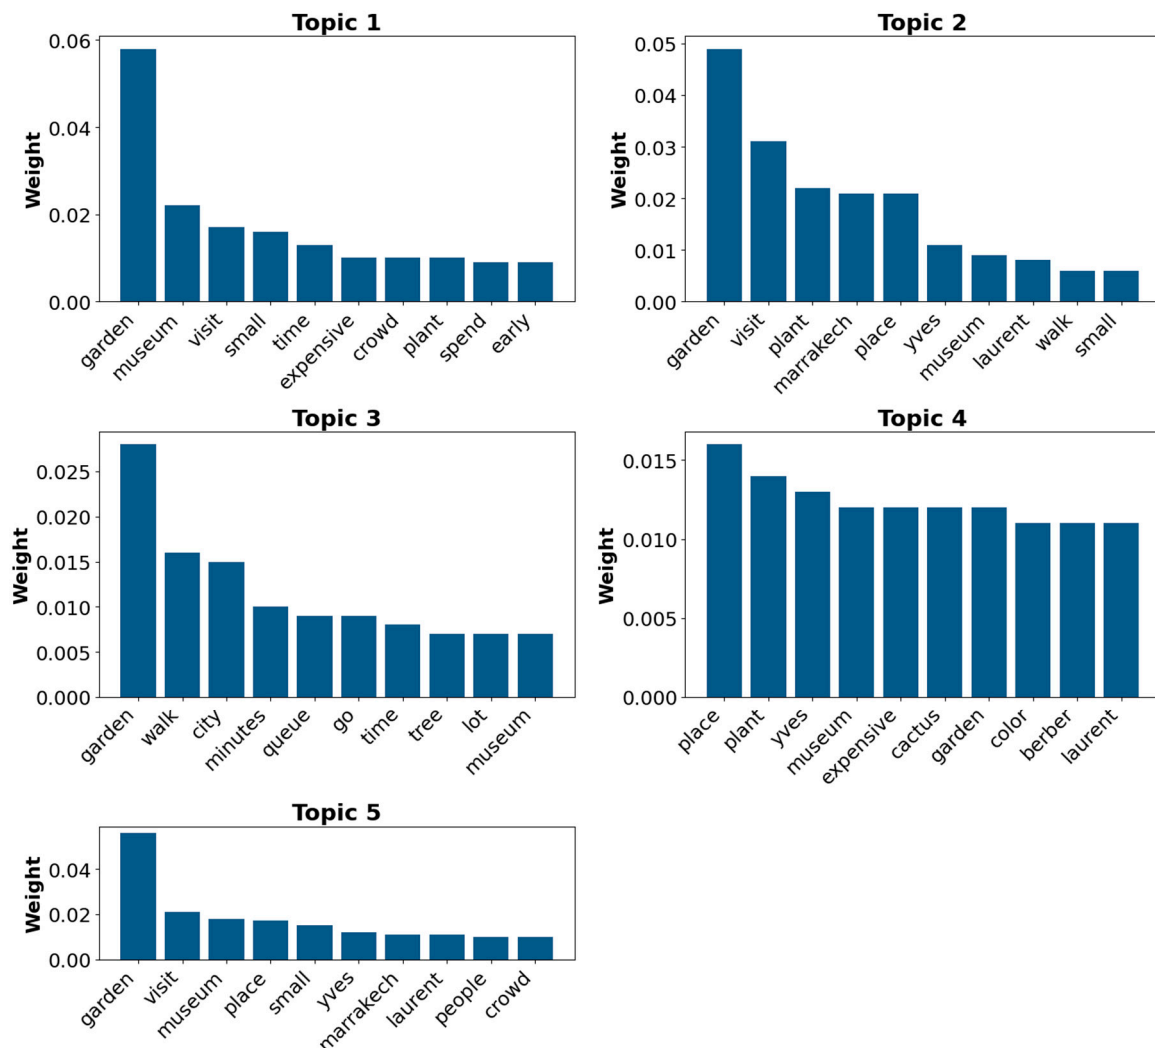 Topic 1
Weight
0.06
0.04
0.02
0.00
garden
museum
visit
small
time
expensive
crowd
plant
spend
early
Topic 2
Weight
0.05
0.04
0.03
0.02
0.01
0.00
garden
visit
plant
marrakech
place
yves
museum
laurent
walk
small
Topic 3
Weight
0.025
0.020
0.015
0.010
0.005
0.000
garden
walk
city
minutes
queue
go
time
tree
lot
museum
Topic 4
Weight
0.015
0.010
0.005
0.000
place
plant
yves
museum
expensive
cactus
garden
color
berber
laurent
Topic 5
Weight
0.04
0.02
0.00
garden
visit
museum
place
small
yves
marrakech
laurent
people
crowd